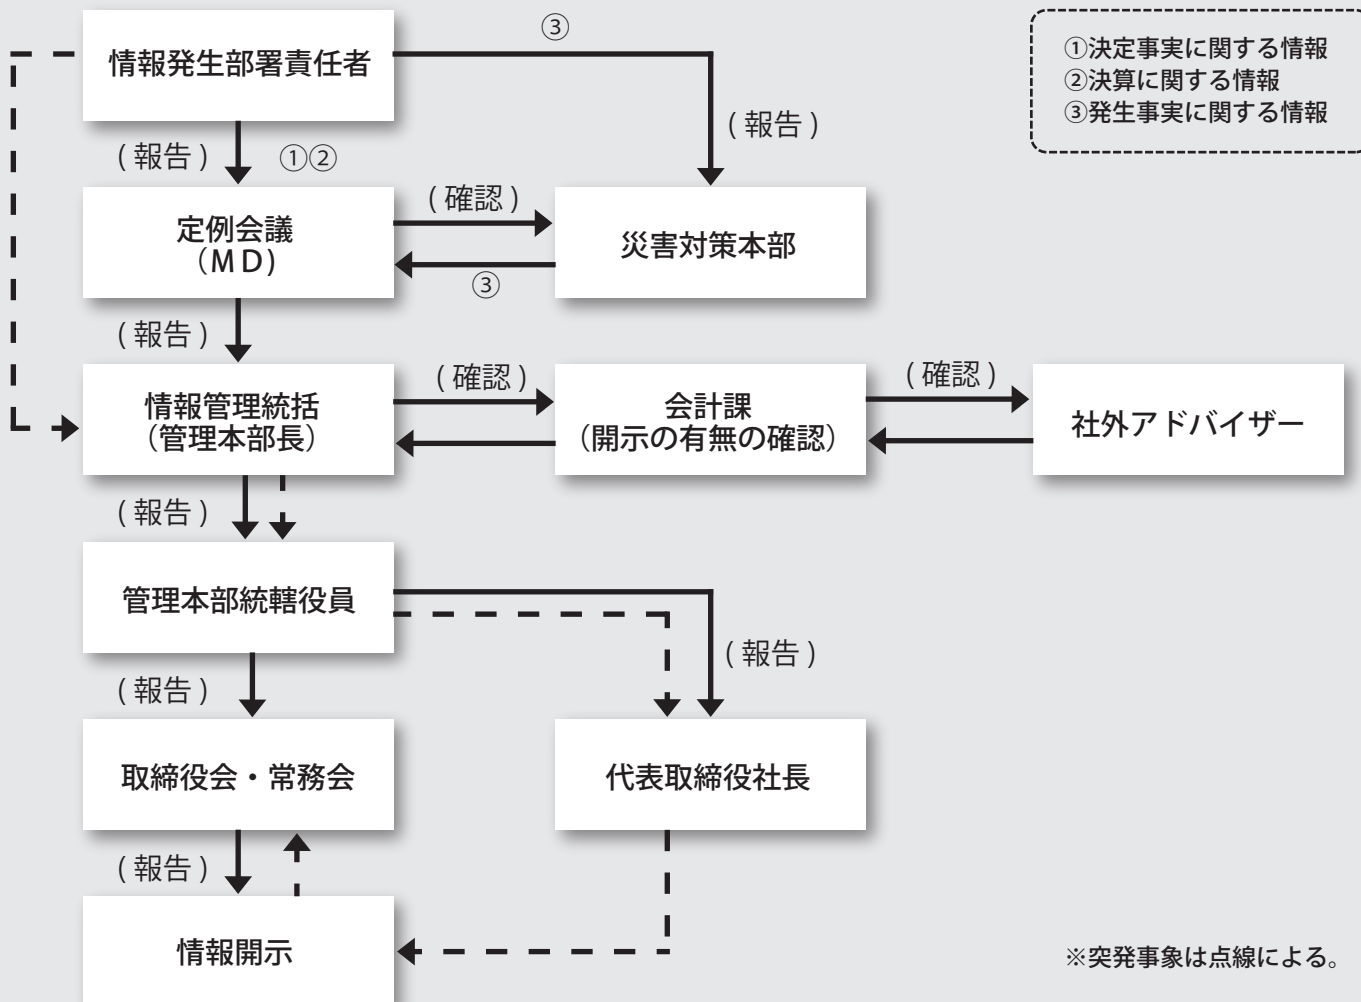 情報発生部署責任者
③
①決定事実に関する情報
②決算に関する情報
③発生事実に関する情報
( 報告 )
( 報告 )
①②
定例会議
（ＭＤ)
( 確認 )
③
災害対策本部
( 報告 )
情報管理統括
（管理本部長）
( 確認 )
会計課
（開示の有無の確認）
( 確認 )
社外アドバイザー
( 報告 )
管理本部統轄役員
( 報告 )
( 報告 )
取締役会・常務会
代表取締役社長
( 報告 )
情報開示
※突発事象は点線による。